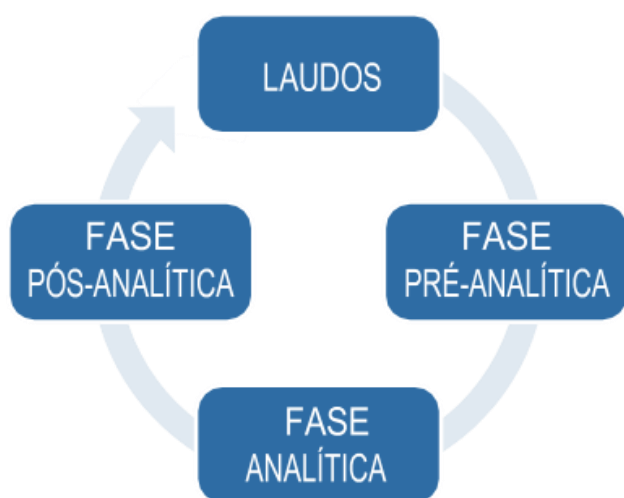 LAUDOS
FASE
PÓS-ANALÍTICA
FASE
PRÉ-ANALÍTICA
FASE
ANALÍTICA